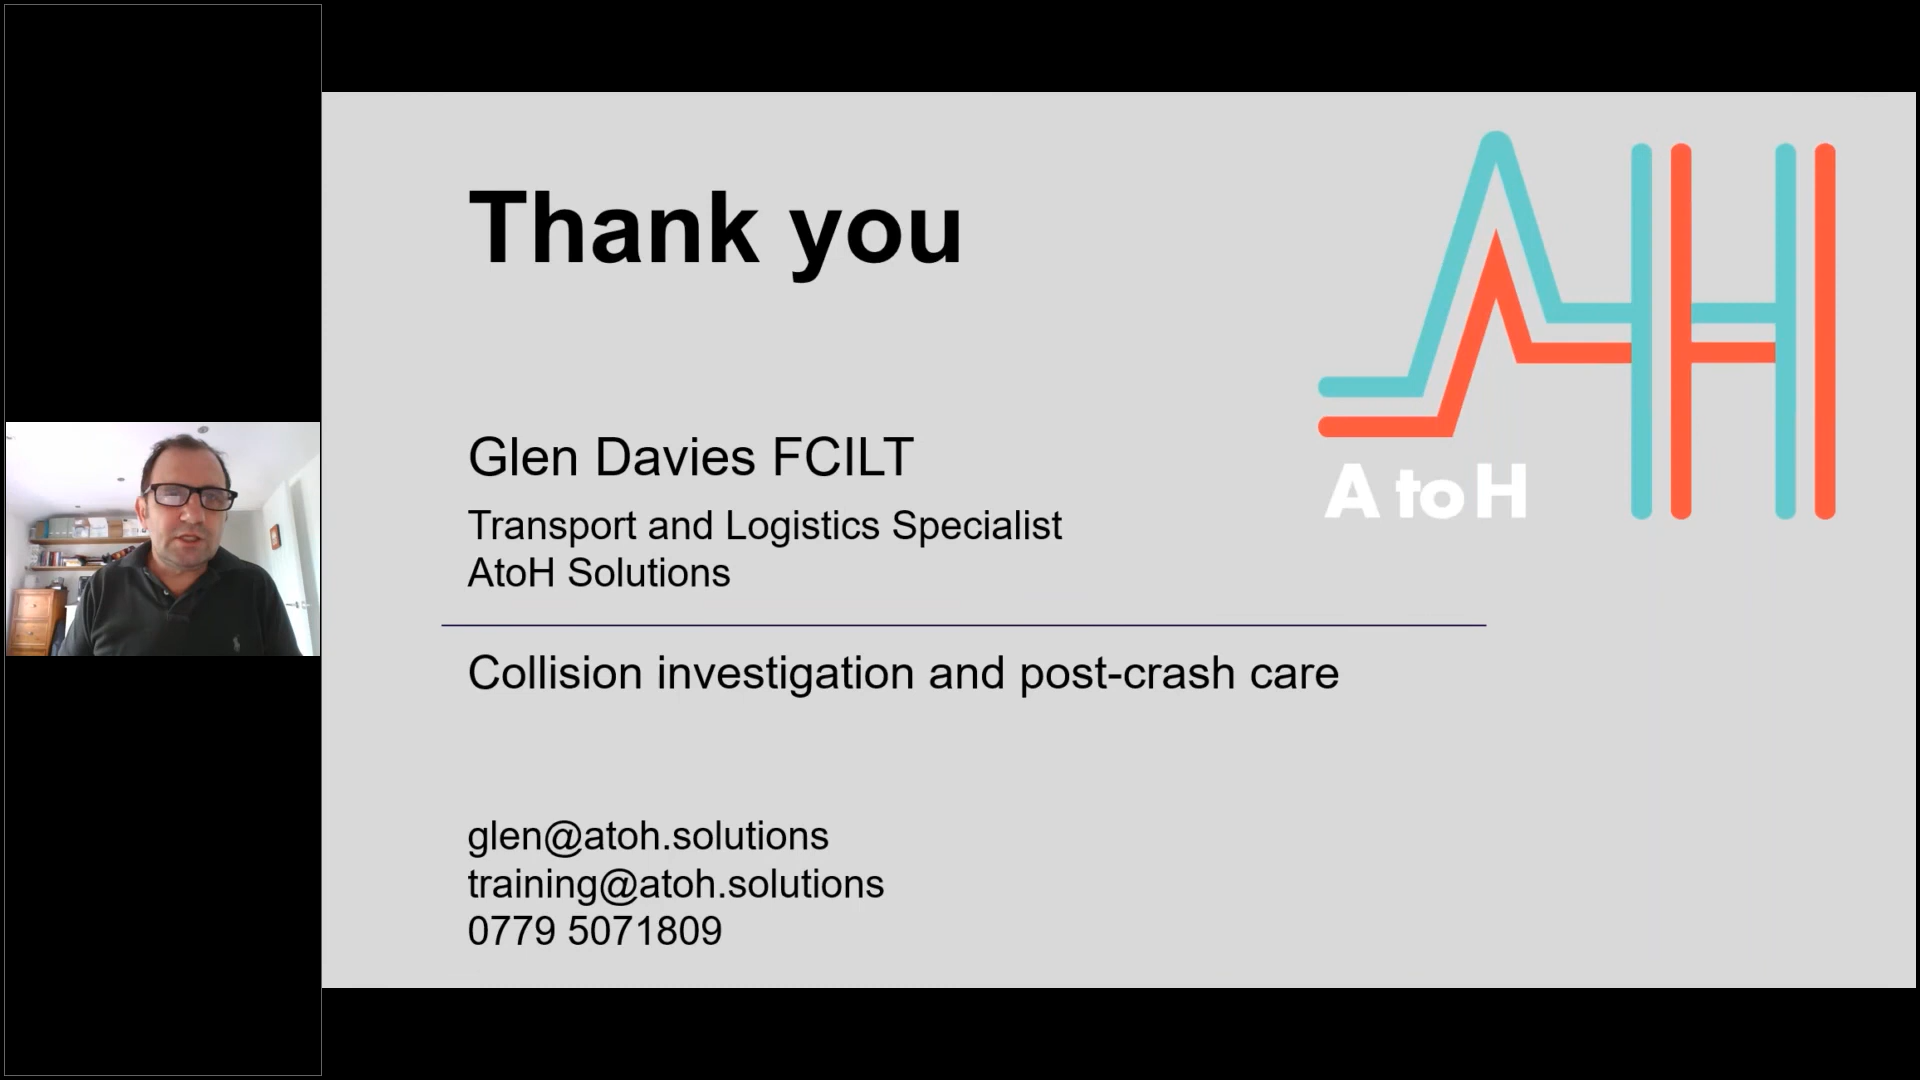 Thank you
Glen Davies FCILT
Transport and Logistics Specialist
AtoH Solutions
Collision investigation and post-crash care
glen@atoh.solutions
training@atoh.solutions
0779 5071809
AH
A to H